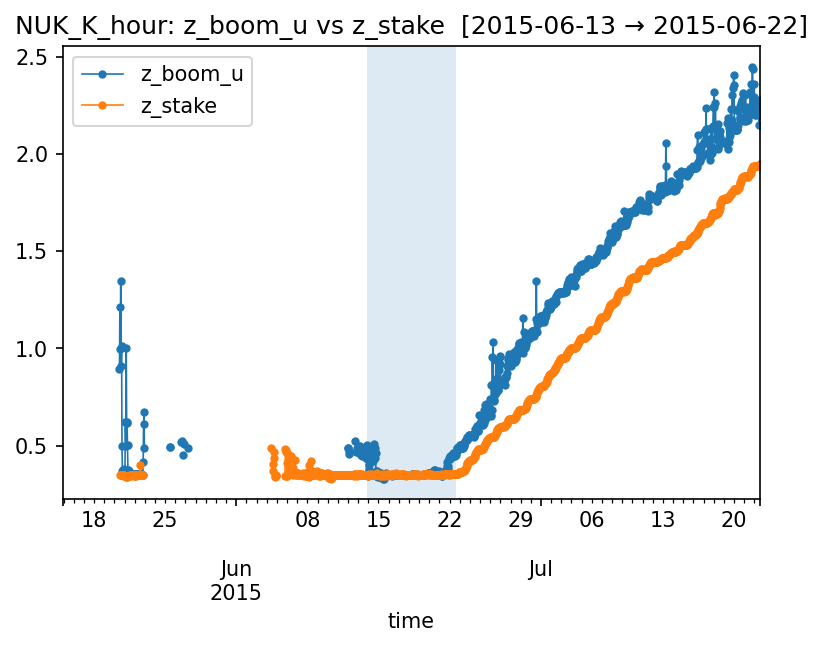 NUK_K_hour: z_boom_u vs z_stake [2015-06-13 → 2015-06-22]
z_boom_u
z_stake
2.5
2.0
1.5
1.0
0.5
18 25 08 15 22 29 06 13 20
Jun Jul
2015
time